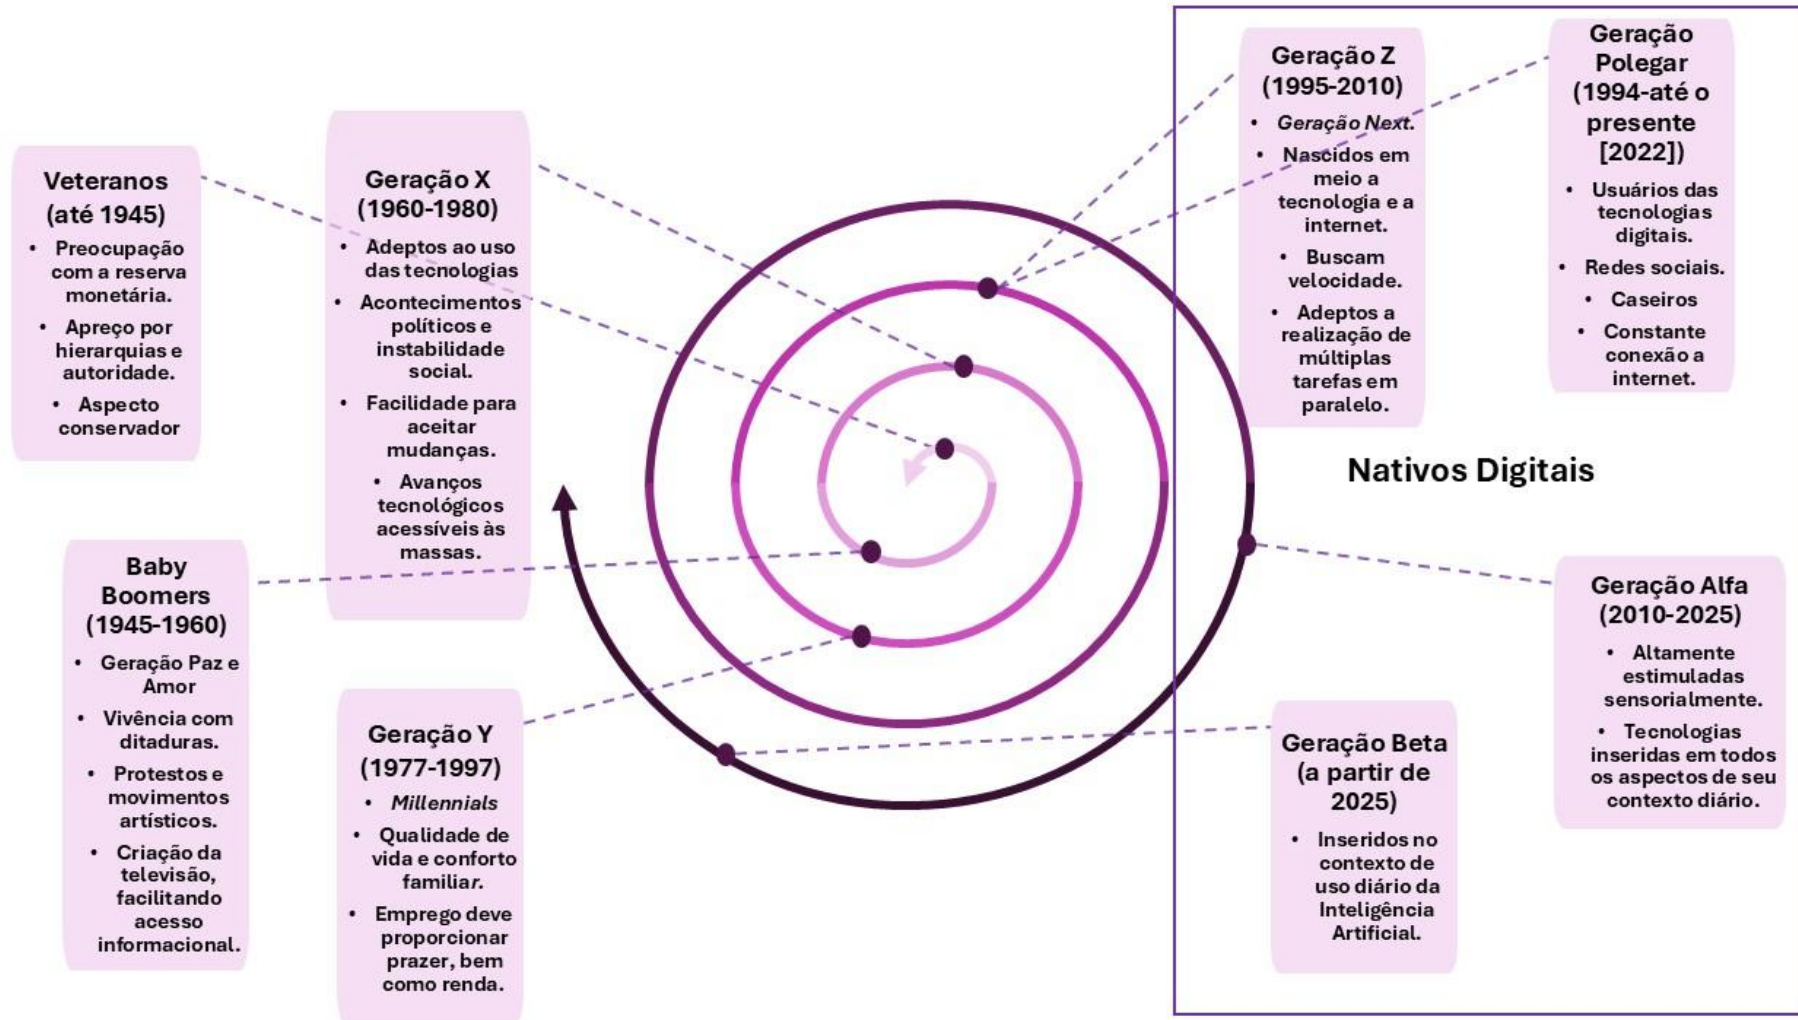 Veteranos
(até 1945)
• Preocupação
com a reserva
monetária.
• Apreço por
hierarquias e
autoridade.
• Aspecto
conservador
Geração X
(1960-1980)
• Adeptos ao uso
das tecnologias
• Acontecimentos
políticos e
instabilidade
social.
• Facilidade para
aceitar
mudanças.
• Avanços
tecnológicos
acessíveis às
massas.
Baby
Boomers
(1945-1960)
• Geração Paz e
Amor
• Vivência com
ditaduras.
• Protestos e
movimentos
artísticos.
• Criação da
televisão,
facilitando
acesso
informacional.
Geração Y
(1977-1997)
• Millennials
• Qualidade de
vida e conforto
familiar.
• Emprego deve
proporcionar
prazer, bem
como renda.
Geração Z
(1995-2010)
• Geração Next.
• Nascidos em
meio a
tecnologia e a
internet.
• Buscam
velocidade.
• Adeptos a
realização de
múltiplas
tarefas em
paralelo.
Geração
Polegar
(1994-até o
presente
[2022])
• Usuários das
tecnologias
digitais.
• Redes sociais.
• Caseiros
• Constante
conexão a
internet.
Nativos Digitais
Geração Alfa
(2010-2025)
• Altamente
estimuladas
sensorialmente.
• Tecnologias
inseridas em todos
os aspectos de seu
contexto diário.
Geração Beta
(a partir de
2025)
• Inseridos no
contexto de
uso diário da
Inteligência
Artificial.